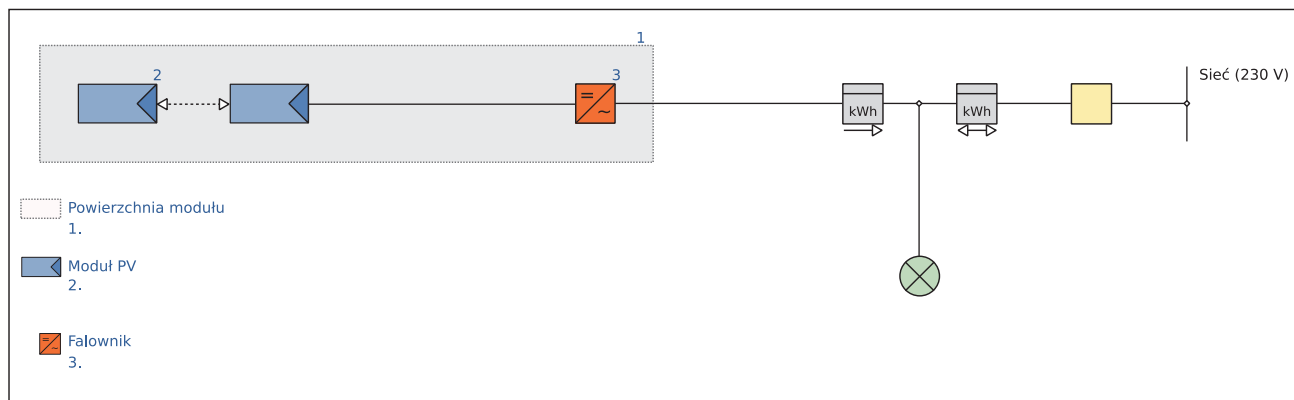 1
2
3
Sieć (230 V)
kWh
kWh
Powierzchnia modułu
1.
Moduł PV
2.
Falownik
3.